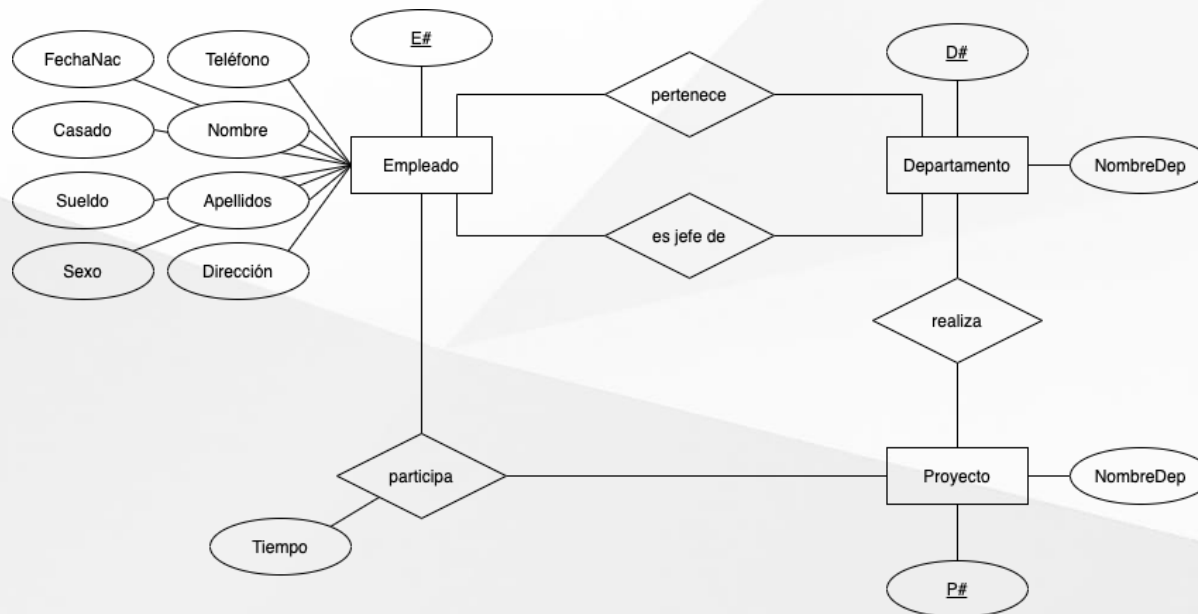 E#
FechaNac
Teléfono
D#
pertenece
Casado
Nombre
Empleado
Departamento
NombreDep
Sueldo
Apellidos
es jefe de
Sexo
Dirección
realiza
participa
Proyecto
NombreDep
Tiempo
P#